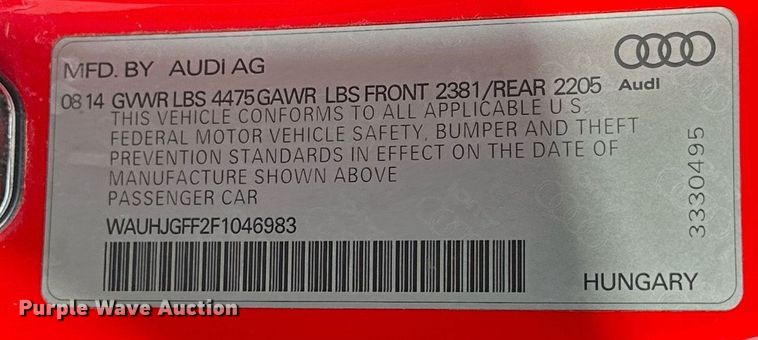 MFD. BY AUDI AG
Audi
08 14 GVWR LBS 4475 GAWR LBS FRONT 2381/REAR 2205
THIS VEHICLE CONFORMS TO ALL APPLICABLE U S
FEDERAL MOTOR VEHICLE SAFETY, BUMPER AND THEFT
PREVENTION STANDARDS IN EFFECT ON THE DATE OF
MANUFACTURE SHOWN ABOVE
PASSENGER CAR
WAUHJGFF2F1046983
3330495
HUNGARY
Purple Wave Auction